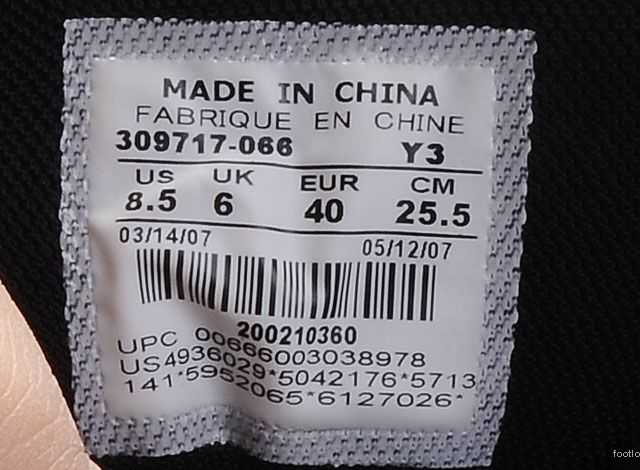 MADE IN CHINA
FABRIQUE EN CHINE
309717-066 Y3
US UK EUR CM
8.5 6 40 25.5
03/14/07 05/12/07
200210360
UPC 00666003038978
US4936029*5042176*5713
141*5952065*6127026*
footlo